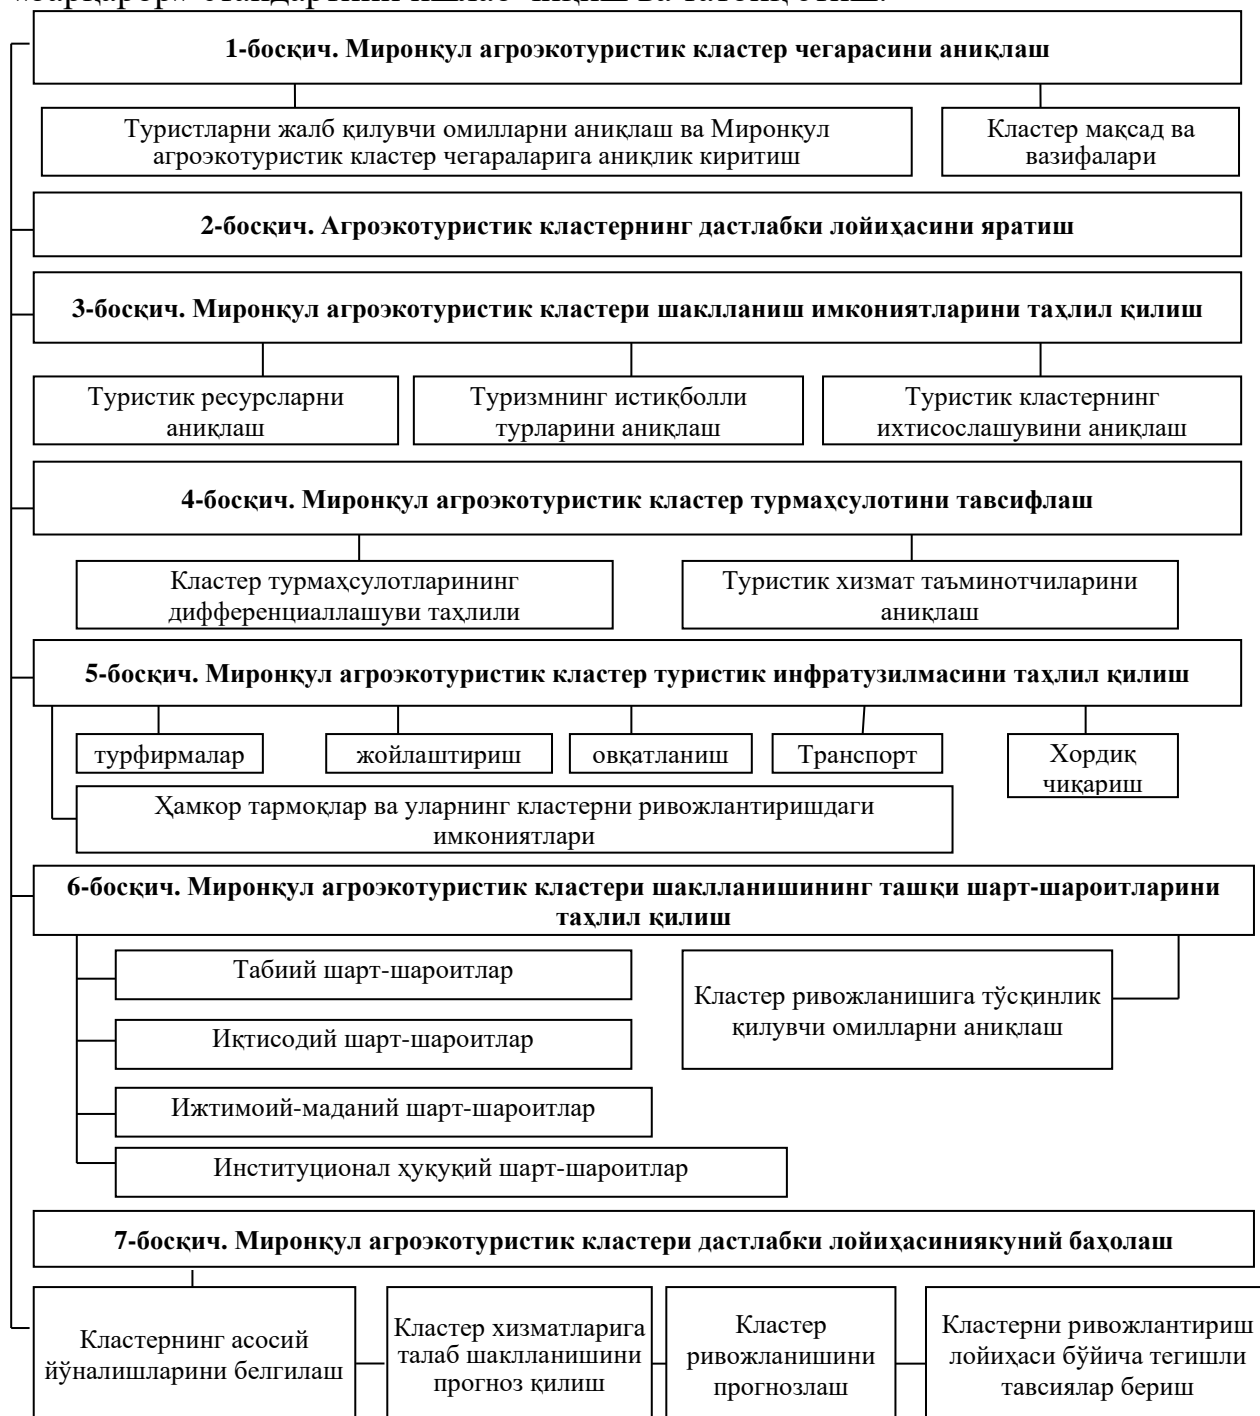 1-босқич. Миронқул агроэкотуристик кластер чегарасини аниқлаш
Туристларни жалб қилувчи омилларни аниқлаш ва Миронқул
агроэкотуристик кластер чегараларига аниқлик киритиш
Кластер мақсад ва
вазифалари
2-босқич. Агроэкотуристик кластернинг дастлабки лойиҳасини яратиш
3-босқич. Миронқул агроэкотуристик кластери шаклланиш имкониятларини таҳлил қилиш
Туристик ресурсларни
аниқлаш
Туризмнинг истиқболли
турларини аниқлаш
Туристик кластернинг
ихтисослашувини аниқлаш
4-босқич. Миронқул агроэкотуристик кластер турмаҳсулотини тавсифлаш
Кластер турмаҳсулотларининг
дифференциаллашуви таҳлили
Туристик хизмат таъминотчиларини
аниқлаш
5-босқич. Миронқул агроэкотуристик кластер туристик инфратузилмасини таҳлил қилиш
турфирмалар
жойлаштириш
овқатланиш
Транспорт
Хордиқ
чиқариш
Ҳамкор тармоқлар ва уларнинг кластерни ривожлантиришдаги
имкониятлари
6-босқич. Миронқул агроэкотуристик кластери шаклланишининг ташқи шарт-шароитларини
таҳлил қилиш
Табиий шарт-шароитлар
Кластер ривожланишига тўсқинлик
қилувчи омилларни аниқлаш
Иқтисодий шарт-шароитлар
Ижтимоий-маданий шарт-шароитлар
Институционал ҳуқуқий шарт-шароитлар
7-босқич. Миронқул агроэкотуристик кластери дастлабки лойиҳасиниякуний баҳолаш
Кластернинг асосий
йўналишларини белгилаш
Кластер хизматларига
талаб шаклланишини
прогноз қилиш
Кластер
ривожланишини
прогнозлаш
Кластерни ривожлантириш
лойиҳаси бўйича тегишли
тавсиялар бериш